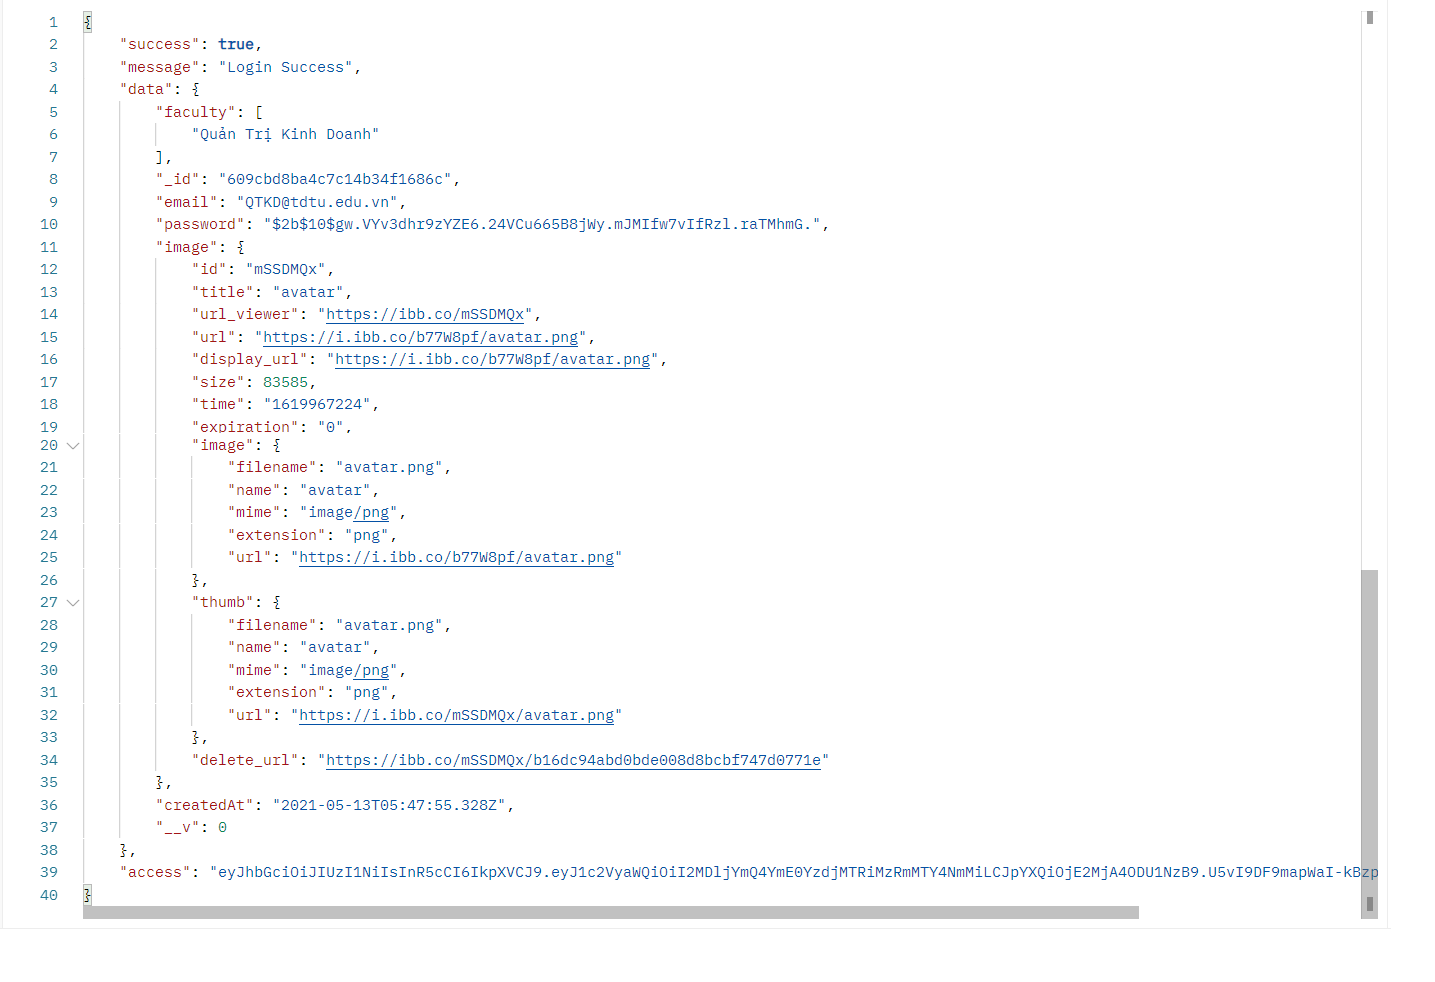 1 {
2 "success": true,
3 "message": "Login Success",
4 "data": {
5 "faculty": [
6 "Quản Trị Kinh Doanh"
7 ],
8 "_id": "609cbd8ba4c7c14b34f1686c",
9 "email": "QTKD@tdtu.edu.vn",
10 "password": "$2b$10$gw.VYv3dhr9zYZE6.24VCu665B8jWy.mJMIfw7vIfRzl.raTMhmG.",
11 "image": {
12 "id": "mSSDMQx",
13 "title": "avatar",
14 "url_viewer": "https://ibb.co/mSSDMQx",
15 "url": "https://i.ibb.co/b77W8pf/avatar.png",
16 "display_url": "https://i.ibb.co/b77W8pf/avatar.png",
17 "size": 83585,
18 "time": "1619967224",
19 "expiration": "0",
20 "image": {
21 "filename": "avatar.png",
22 "name": "avatar",
23 "mime": "image/png",
24 "extension": "png",
25 "url": "https://i.ibb.co/b77W8pf/avatar.png"
26 },
27 "thumb": {
28 "filename": "avatar.png",
29 "name": "avatar",
30 "mime": "image/png",
31 "extension": "png",
32 "url": "https://i.ibb.co/mSSDMQx/avatar.png"
33 },
34 "delete_url": "https://ibb.co/mSSDMQx/b16dc94abd0bde008d8bcbf747d0771e"
35 },
36 "createdAt": "2021-05-13T05:47:55.328Z",
37 "__v": 0
38 },
39 "access": "eyJhbGciOiJIUzI1NiIsInR5cCI6IkpXVCJ9.eyJ1c2VyaWQiOiI2MDljYmQ4YmE0YzdjMTRiMzRmMTY4NmMiLCJpYXQiOjE2MjA4ODU1NzB9.U5vI9DF9mapWaI-kBzp
40 }